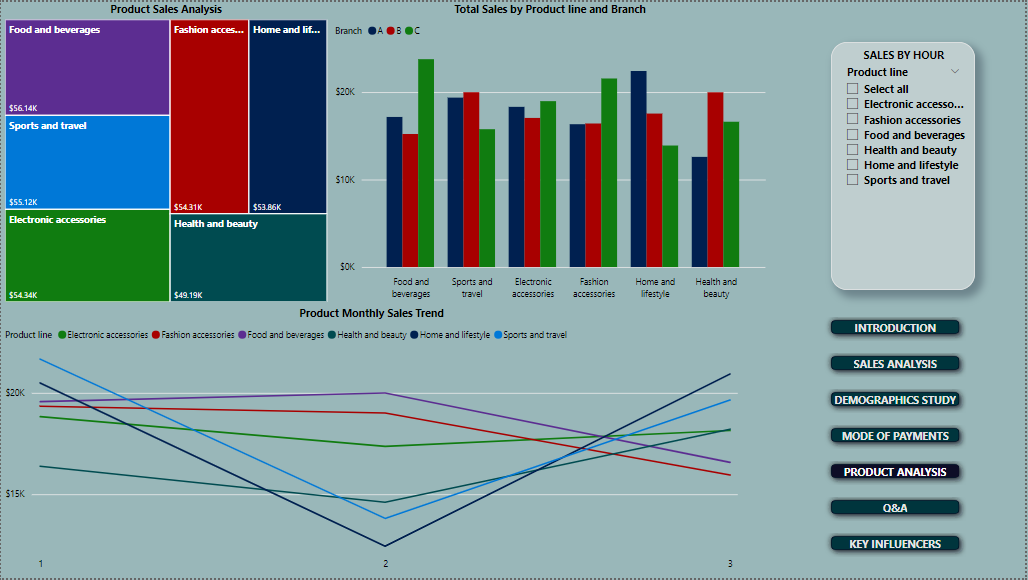 Product Sales Analysis
Food and beverages
$56.14K
Sports and travel
$55.12K
Electronic accessories
$54.34K
Fashion acces...
$54.31K
Home and lif...
$53.86K
Health and beauty
$49.19K
Total Sales by Product line and Branch
Branch A B C
$20K
$10K
$0K
Food and
beverages
Sports and
travel
Electronic
accessories
Fashion
accessories
Home and
lifestyle
Health and
beauty
Product Monthly Sales Trend
Product line Electronic accessories Fashion accessories Food and beverages Health and beauty Home and lifestyle Sports and travel
$20K
$15K
1 2 3
SALES BY HOUR
Product line
Select all
Electronic accesso...
Fashion accessories
Food and beverages
Health and beauty
Home and lifestyle
Sports and travel
INTRODUCTION
SALES ANALYSIS
DEMOGRAPHICS STUDY
MODE OF PAYMENTS
PRODUCT ANALYSIS
Q&A
KEY INFLUENCERS